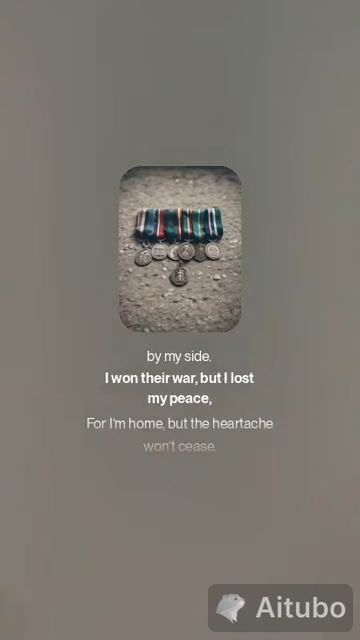 by my side.
I won their war, but I lost
my peace,
For I'm home, but the heartache
won't cease.
Aitubo